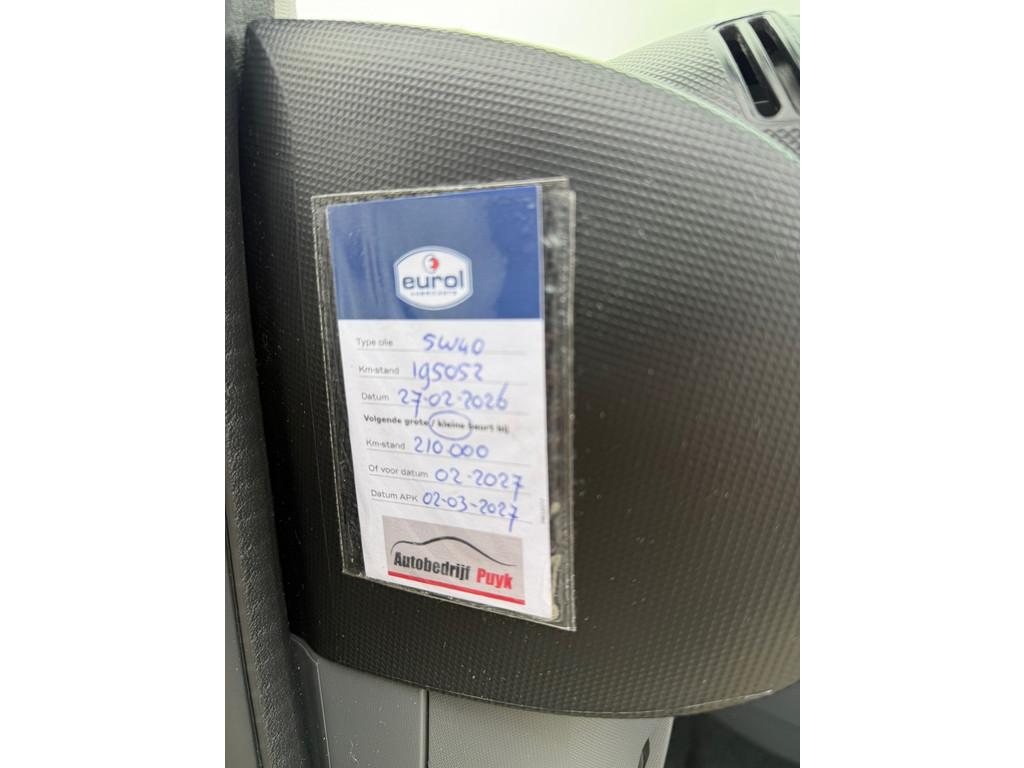 eurol
Type olie 5W40
Km-stand 195052
Datum 27-02-2026
Volgende grote / kleine beurt bij
Km-stand 210.000
Of voor datum 02-2027
Datum APK 02-03-2027
Autobedrijf Puyk